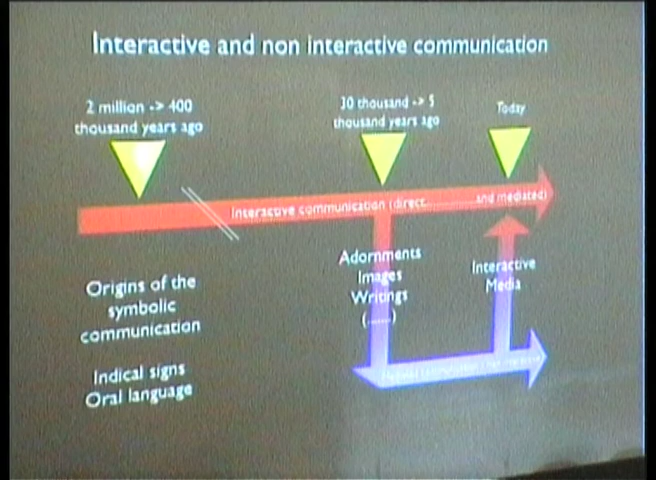 Interactive and non interactive communication
2 million -> 400
thousand years ago
30 thousand -> 5
thousand years ago
Today
Interactive communication (direct............ and mediated)
Origins of the
symbolic
communication
Indical signs
Oral language
Adornments
Images
Writings
(......)
Interactive
Media